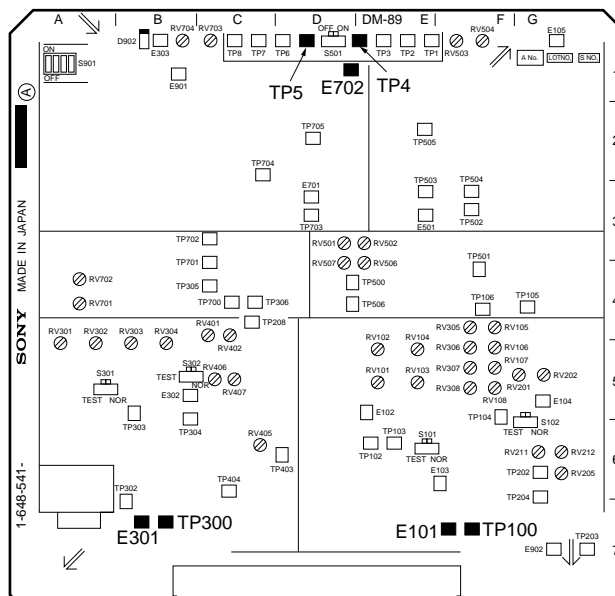 A B C D DM-89 E F G
D902 E303 RV704 RV703 TP8 TP7 TP6 OFF ON S501 TP3 TP2 TP1 RV503 RV504 E105
ON S901 OFF
A No. LOTNO. S NO.
E901 TP5 E702 TP4
1
A
TP705 TP505
2
TP704
E701 TP503 TP504
TP703 E501 TP502
3
TP702 RV501 RV502
TP701 RV507 RV506 TP501
RV702 TP305 TP500
RV701 TP700 TP306 TP506 TP106 TP105
4
TP208
RV301 RV302 RV303 RV304 RV401 RV402 RV102 RV104 RV305 RV105
RV306 RV106
S301 S302 RV406 RV101 RV103 RV307 RV107 RV202
TEST NOR TEST NOR RV407 RV308 RV201
5
E302 RV108 E104
TP303 TP304 E102 TP104 S102
TEST NOR
RV405 TP403 TP102 TP103 S101 RV211 RV212
TEST NOR
6
TP404 E103 TP202 RV205
TP302 TP204
E301 TP300 E101 TP100
E902 TP203
7
SONY MADE IN JAPAN
1-648-541-